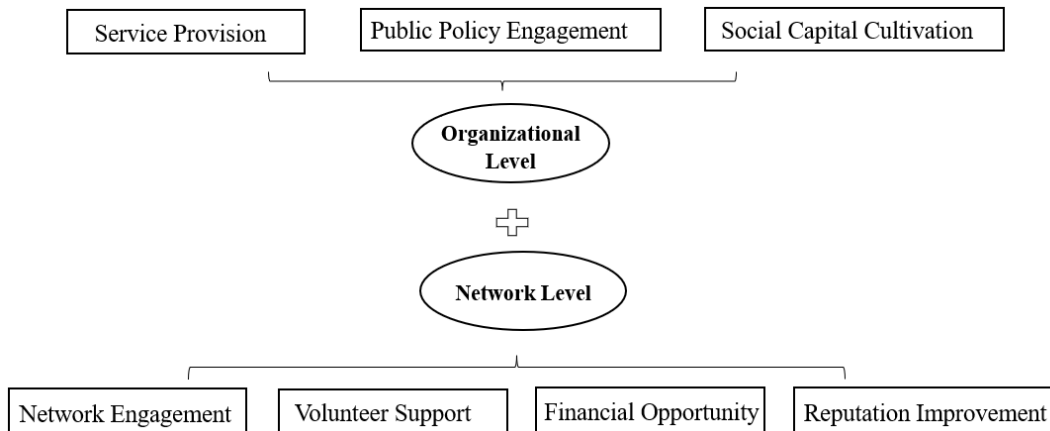 Service Provision
Public Policy Engagement
Social Capital Cultivation
Organizational
Level
Network Level
Network Engagement
Volunteer Support
Financial Opportunity
Reputation Improvement